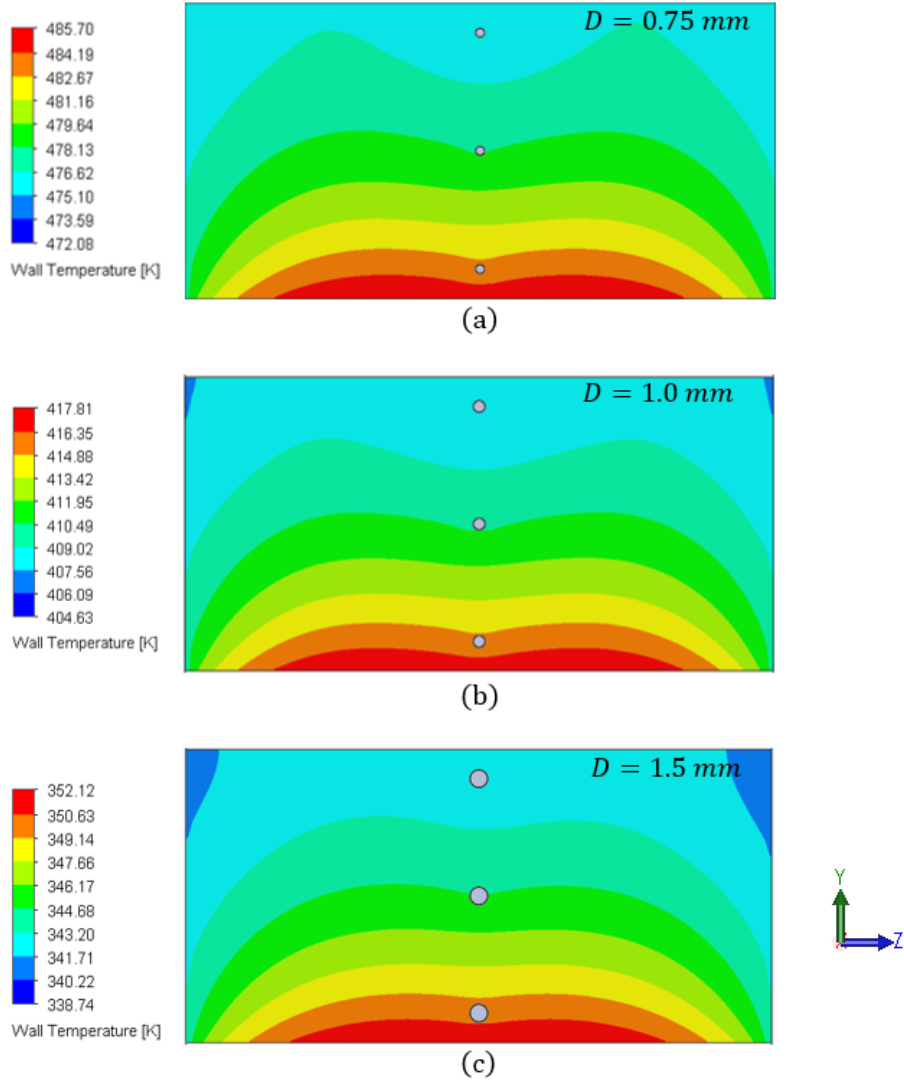 D = 0.75 mm
485.70
484.19
482.67
481.16
479.64
478.13
476.62
475.10
473.59
472.08
Wall Temperature [K]
(a)
D = 1.0 mm
417.81
416.35
414.88
413.42
411.95
410.49
409.02
407.56
406.09
404.63
Wall Temperature [K]
(b)
D = 1.5 mm
352.12
350.63
349.14
347.66
346.17
344.68
343.20
341.71
340.22
338.74
Wall Temperature [K]
(c)
Y
Z